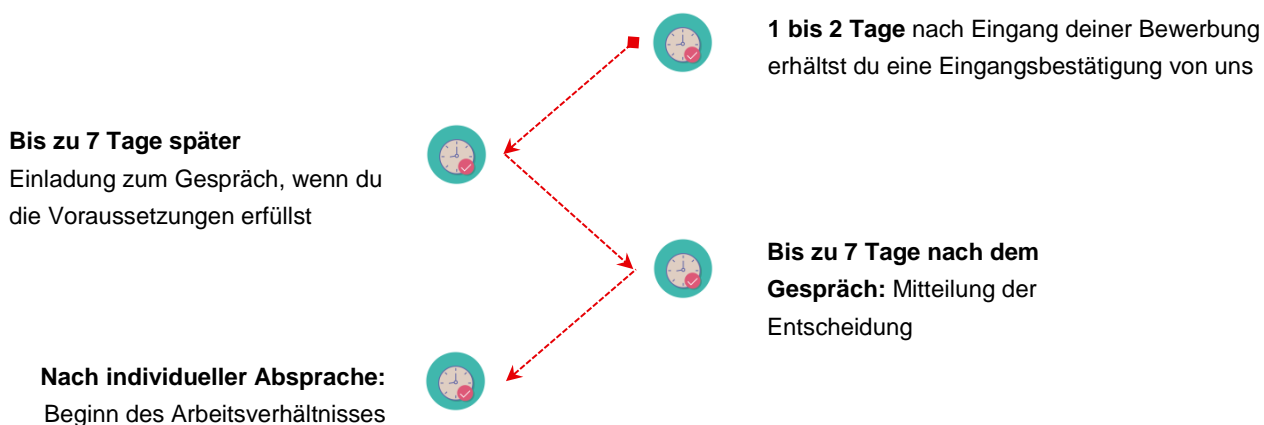 1 bis 2 Tage nach Eingang deiner Bewerbung
erhältst du eine Eingangsbestätigung von uns
Bis zu 7 Tage später
Einladung zum Gespräch, wenn du
die Voraussetzungen erfüllst
Bis zu 7 Tage nach dem
Gespräch: Mitteilung der
Entscheidung
Nach individueller Absprache:
Beginn des Arbeitsverhältnisses